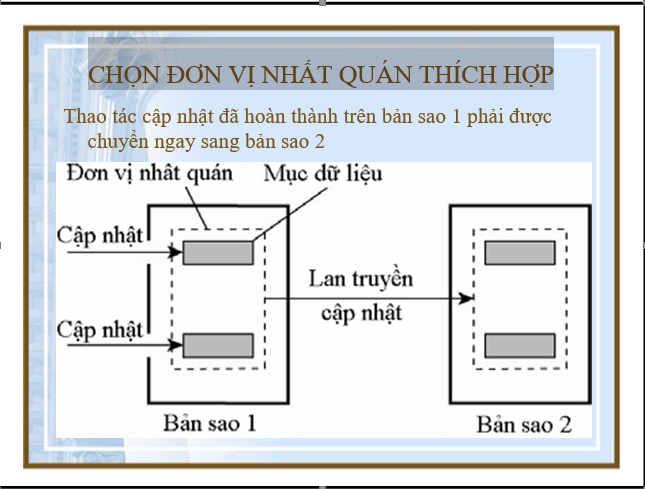 CHỌN ĐƠN VỊ NHẤT QUÁN THÍCH HỢP
Thao tác cập nhật đã hoàn thành trên bản sao 1 phải được
chuyển ngay sang bản sao 2
Đơn vị nhât quán
Mục dữ liệu
Cập nhật
Lan truyền
cập nhật
Cập nhật
Bản sao 1
Bản sao 2